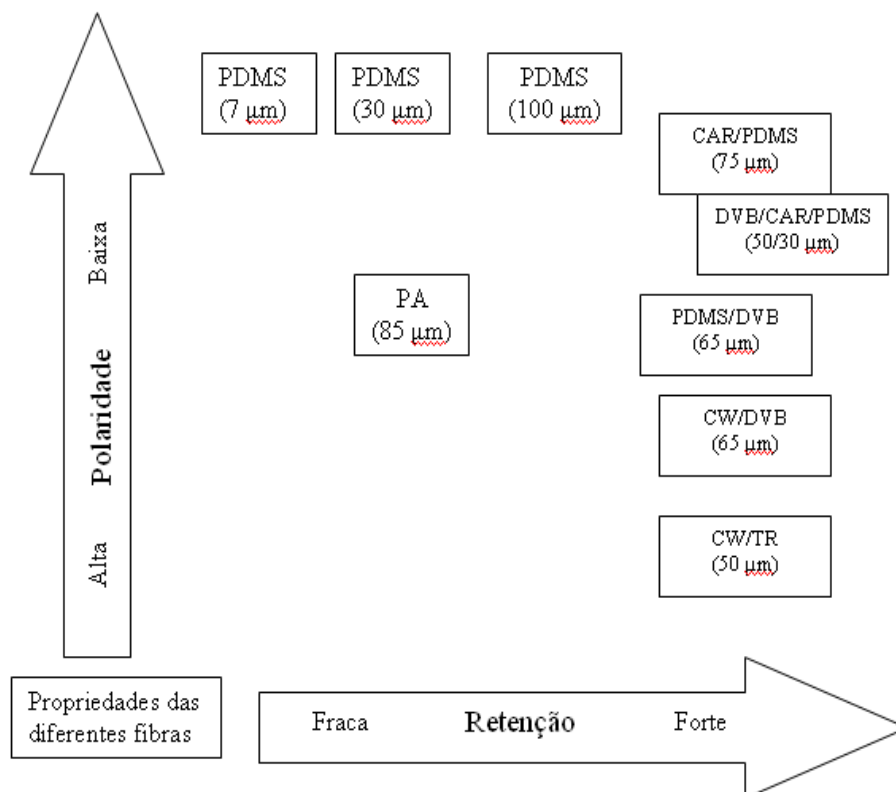 PDMS
(7 µm)
PDMS
(30 µm)
PDMS
(100 µm)
CAR/PDMS
(75 µm)
DVB/CAR/PDMS
(50/30 µm)
PA
(85 µm)
PDMS/DVB
(65 µm)
CW/DVB
(65 µm)
CW/TR
(50 µm)
Baixa
Polaridade
Alta
Propriedades das
diferentes fibras
Fraca Retenção Forte